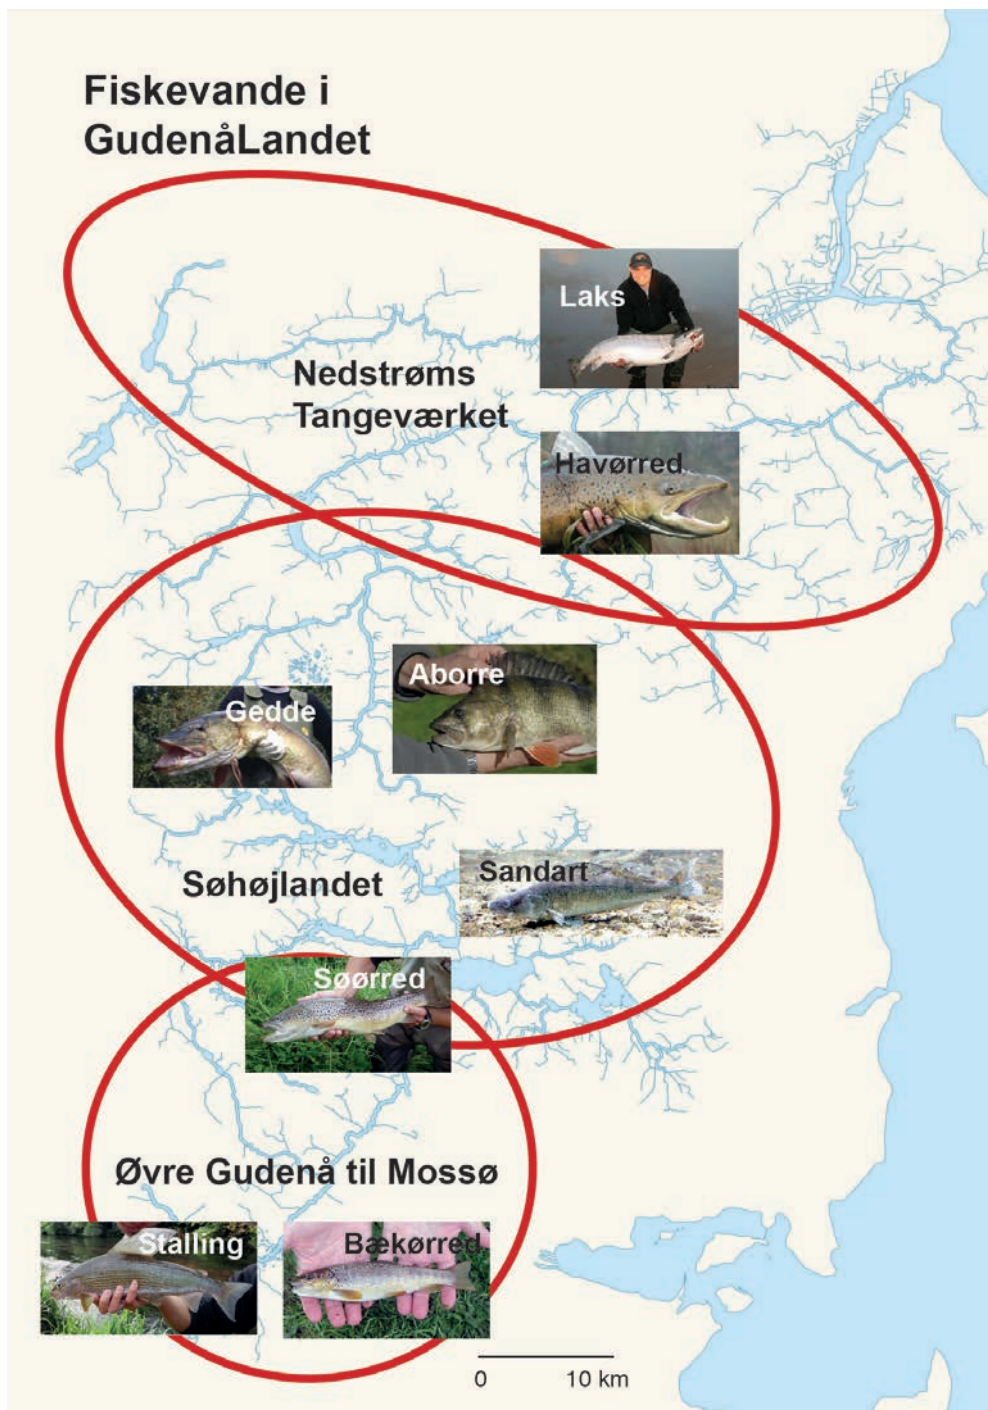 Fiskevande i
GudenåLandet
Laks
Nedstrøms
Tangeværket
Havørred
Aborre
Gedde
Sandart
Søhøjlandet
Søørred
Øvre Gudenå til Mossø
Stalling
Bækørred
0 10 km